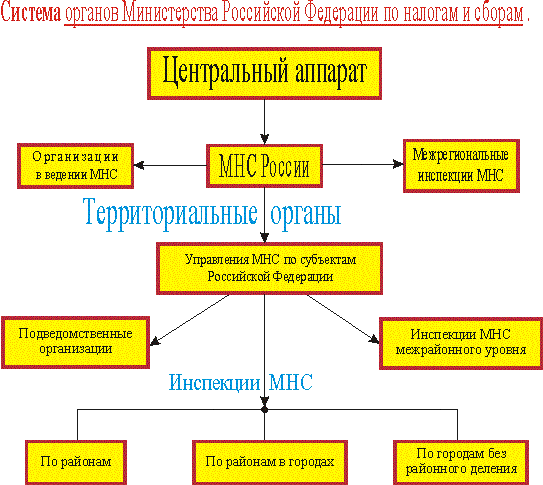 Система органов Министерства Российской Федерации по налогам и сборам .
Центральный аппарат
Организации
в ведении МНС
МНС России
Межрегиональные
инспекции МНС
Территориальные органы
Управления МНС по субъектам
Российской Федерации
Подведомственные
организации
Инспекции МНС
межрайонного уровня
Инспекции МНС
По районам
По районам в городах
По городам без
районного деления